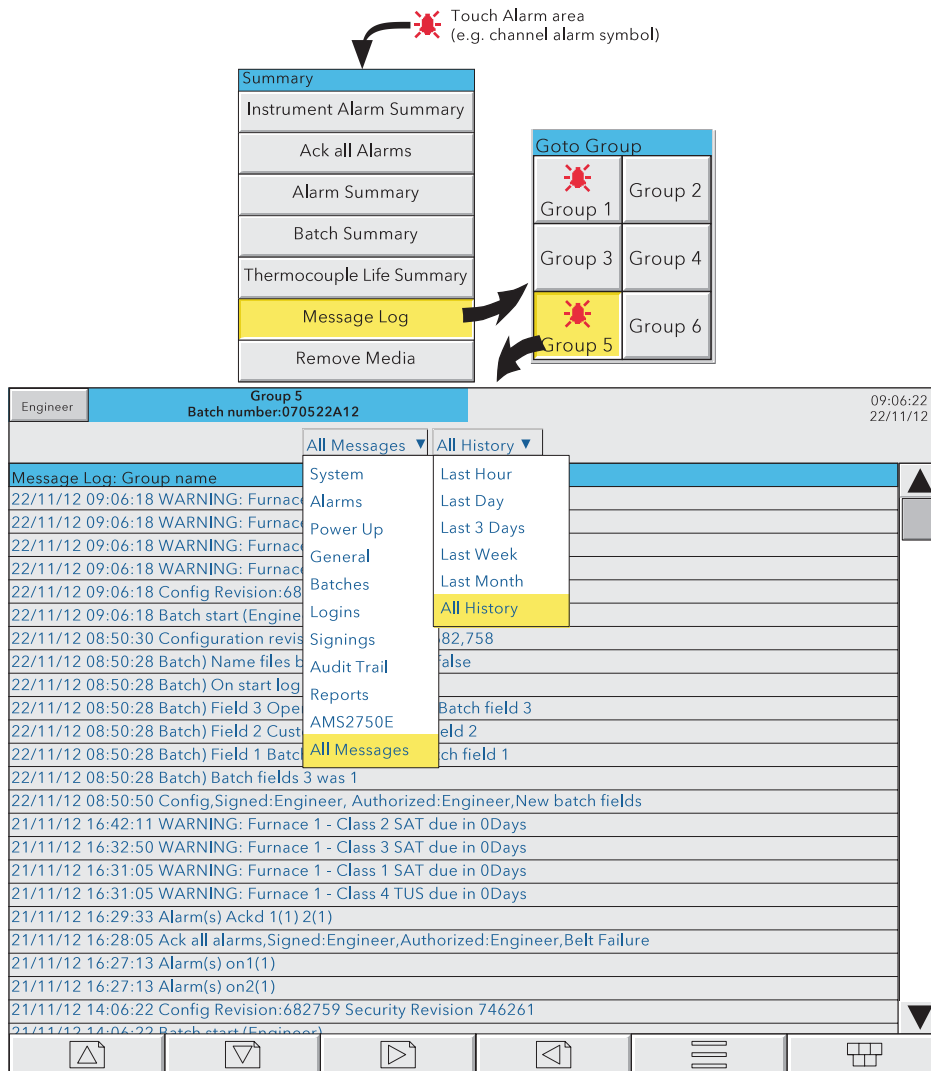 Touch Alarm area
(e.g. channel alarm symbol)
Summary
Instrument Alarm Summary
Ack all Alarms
Alarm Summary
Batch Summary
Thermocouple Life Summary
Message Log
Remove Media
Goto Group
Group 1
Group 2
Group 3
Group 4
Group 5
Group 6
Engineer
Group 5
Batch number:070522A12
09:06:22
22/11/12
All Messages ▼
All History ▼
System
Alarms
Power Up
General
Batches
Logins
Signings
Audit Trail
Reports
AMS2750E
All Messages
Last Hour
Last Day
Last 3 Days
Last Week
Last Month
All History
Message Log: Group name
22/11/12 09:06:18 WARNING: Furnac
22/11/12 09:06:18 WARNING: Furnac
22/11/12 09:06:18 WARNING: Furnac
22/11/12 09:06:18 WARNING: Furnac
22/11/12 09:06:18 Config Revision:68
22/11/12 09:06:18 Batch start (Engine
22/11/12 08:50:30 Configuration revis 82,758
22/11/12 08:50:28 Batch) Name files b false
22/11/12 08:50:28 Batch) On start log
22/11/12 08:50:28 Batch) Field 3 Ope Batch field 3
22/11/12 08:50:28 Batch) Field 2 Cust eld 2
22/11/12 08:50:28 Batch) Field 1 Batc ch field 1
22/11/12 08:50:28 Batch) Batch fields 3 was 1
22/11/12 08:50:50 Config,Signed:Engineer, Authorized:Engineer,New batch fields
21/11/12 16:42:11 WARNING: Furnace 1 - Class 2 SAT due in 0Days
21/11/12 16:32:50 WARNING: Furnace 1 - Class 3 SAT due in 0Days
21/11/12 16:31:05 WARNING: Furnace 1 - Class 1 SAT due in 0Days
21/11/12 16:31:05 WARNING: Furnace 1 - Class 4 TUS due in 0Days
21/11/12 16:29:33 Alarm(s) Ackd 1(1) 2(1)
21/11/12 16:28:05 Ack all alarms,Signed:Engineer,Authorized:Engineer,Belt Failure
21/11/12 16:27:13 Alarm(s) on1(1)
21/11/12 16:27:13 Alarm(s) on2(1)
21/11/12 14:06:22 Config Revision:682759 Security Revision 746261
21/11/12 14:06:22 Batch start (Engineer)